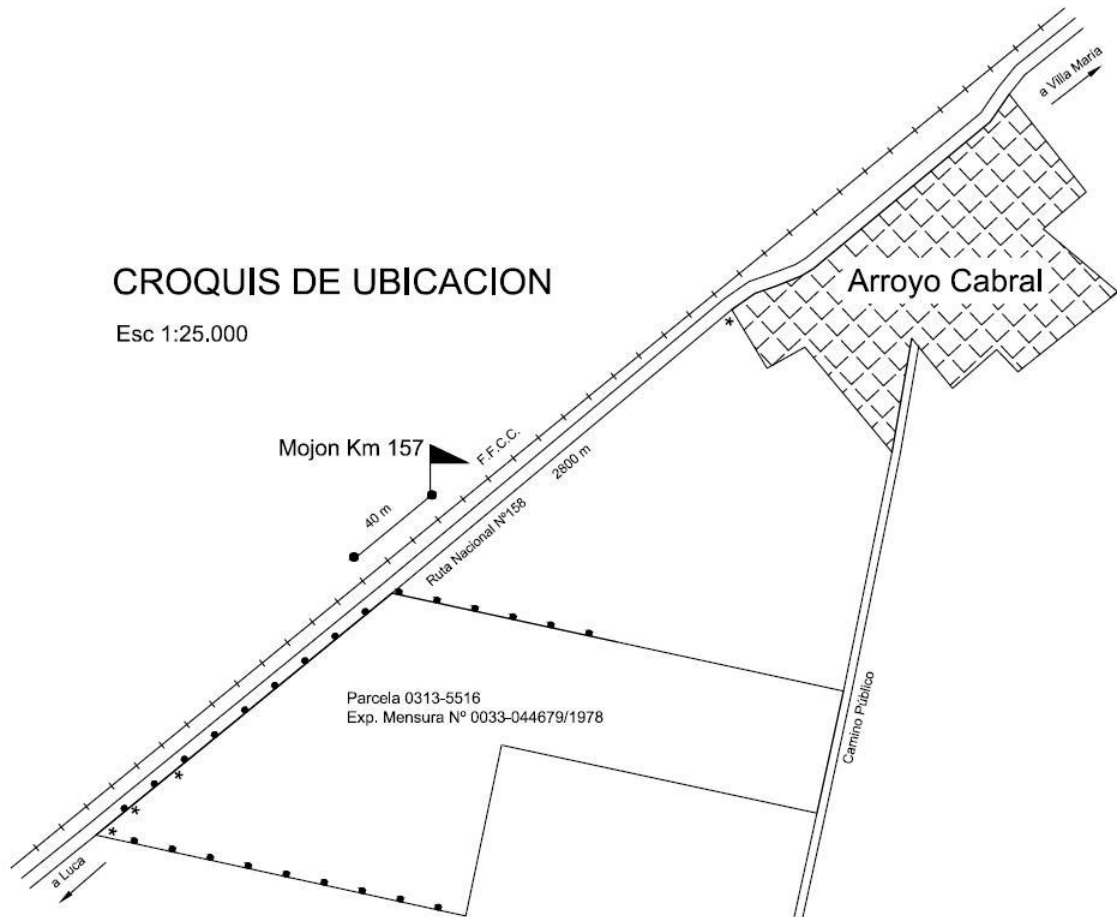 a Villa María
CROQUIS DE UBICACION
Arroyo Cabral
Esc 1:25.000
Mojon Km 157
F.F.C.C.
2800 m
40 m
Ruta Nacional Nº158
Parcela 0313-5516
Exp. Mensura Nº 0033-044679/1978
Camino Público
a Luca